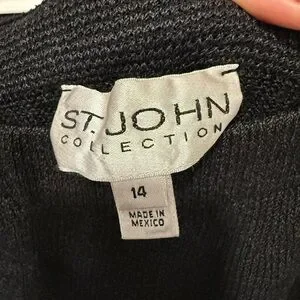 ST. JOHN
COLLECTION
14
MADE IN
MEXICO